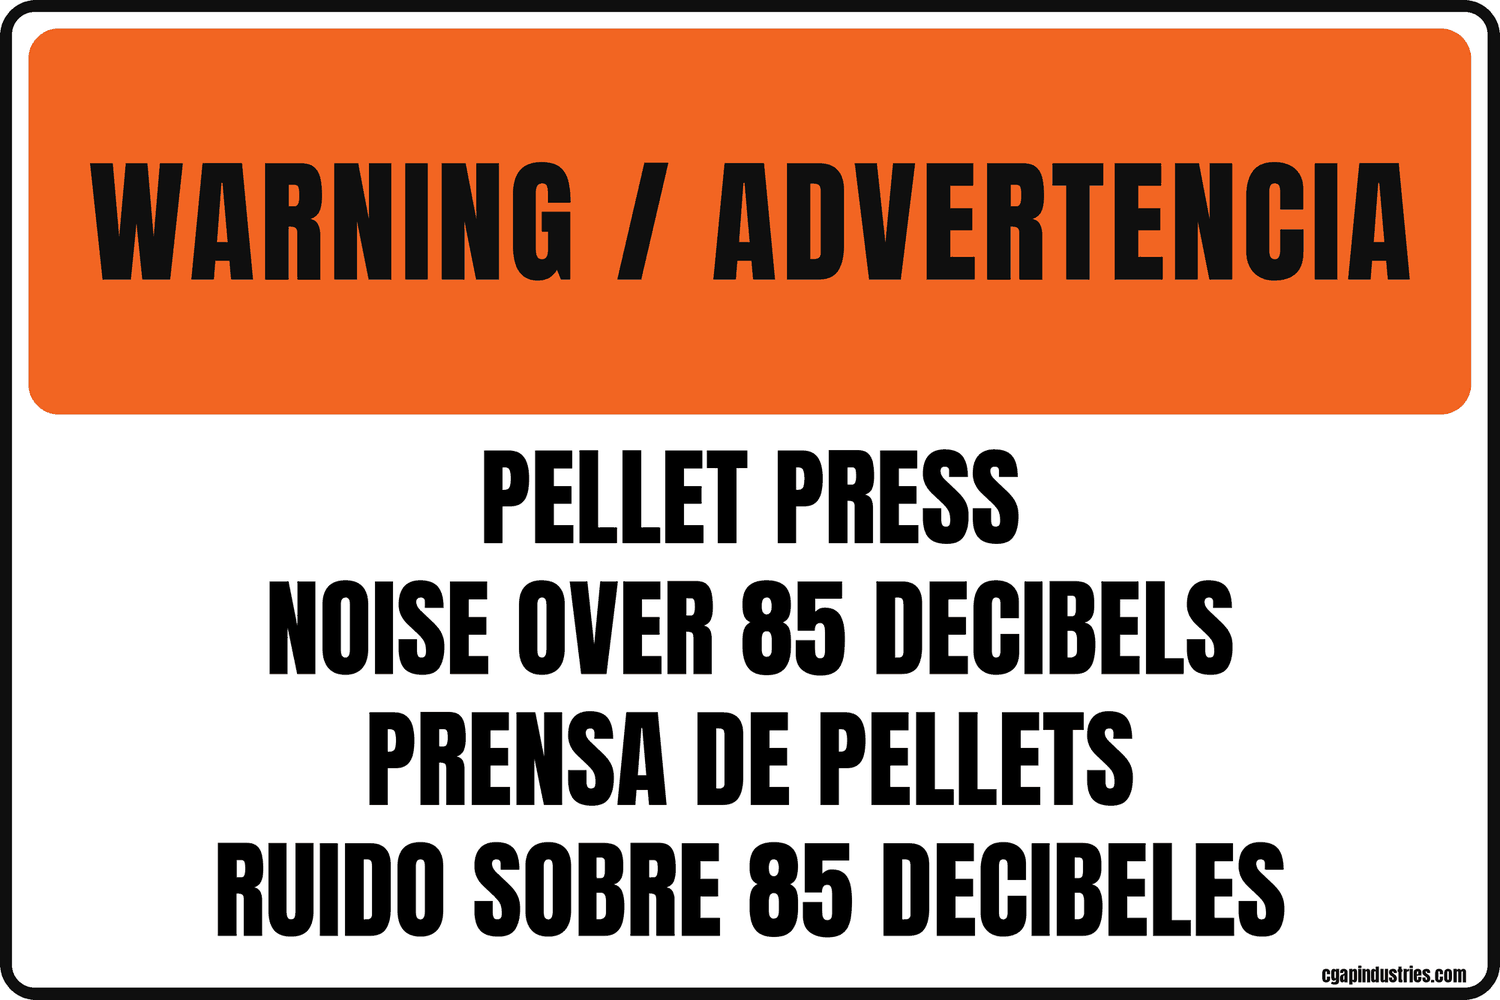 WARNING / ADVERTENCIA
PELLET PRESS
NOISE OVER 85 DECIBELS
PRENSA DE PELLETS
RUIDO SOBRE 85 DECIBELES
cgapindustries.com